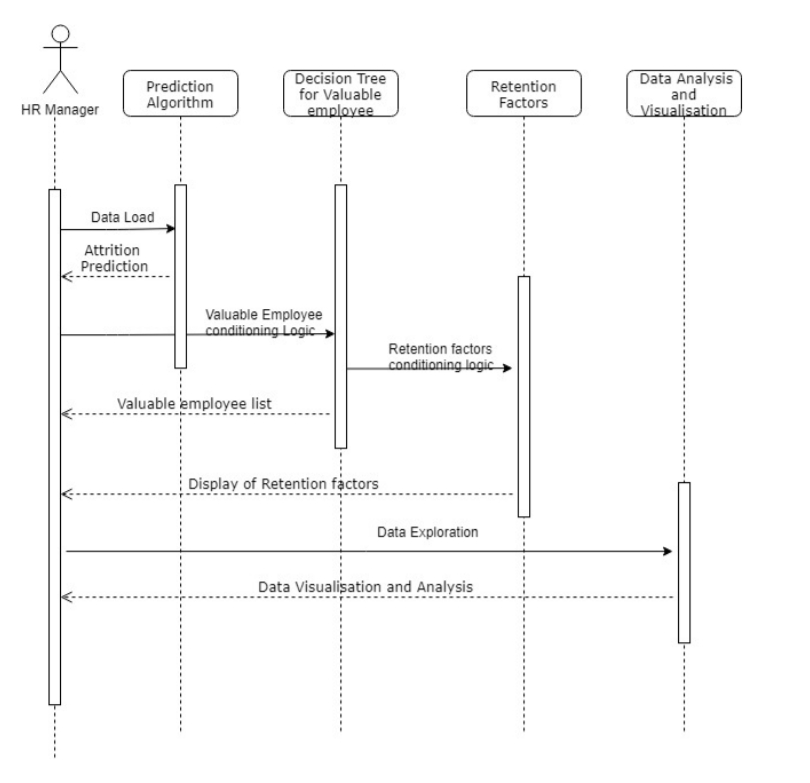 HR Manager
Prediction
Algorithm
Decision Tree
for Valuable
employee
Retention
Factors
Data Analysis
and
Visualisation
Data Load
Attrition
Prediction
Valuable Employee
conditioning Logic
Retention factors
conditioning logic
Valuable employee list
Display of Retention factors
Data Exploration
Data Visualisation and Analysis